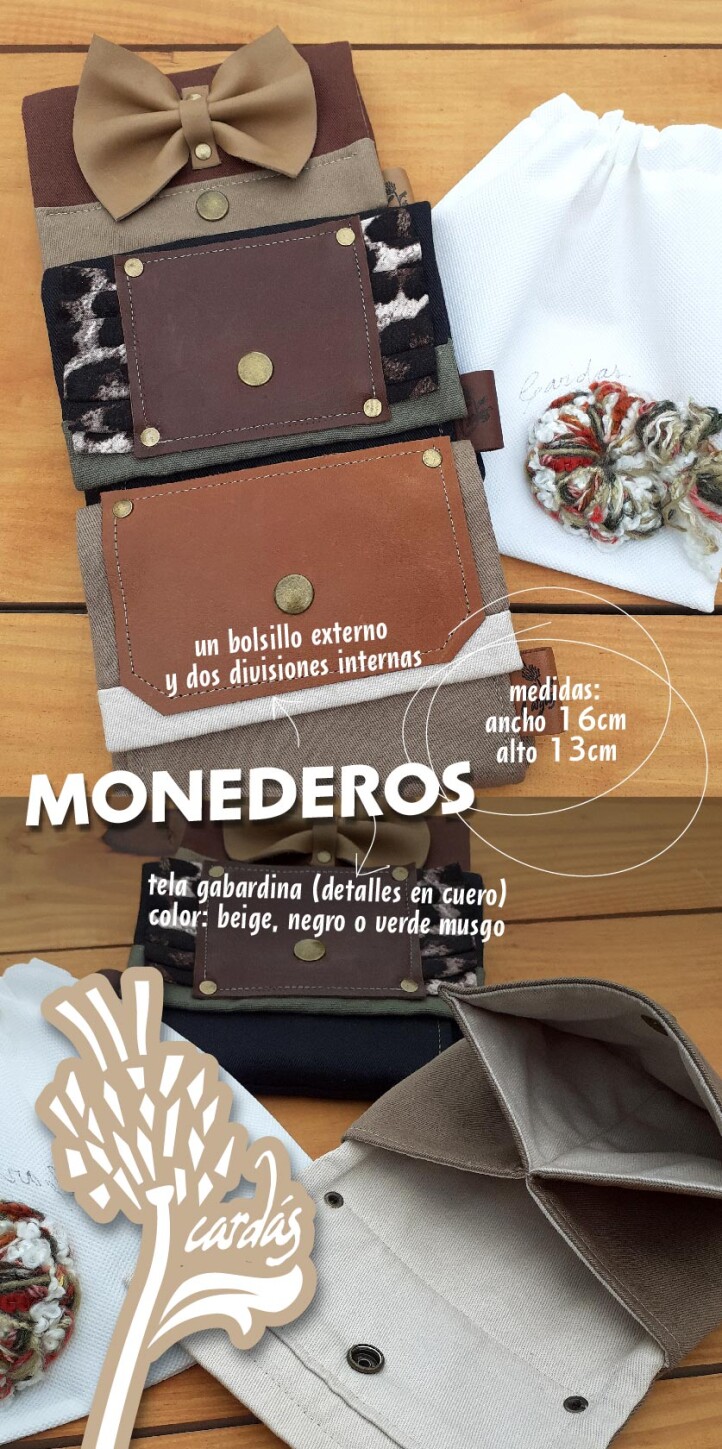 Cardás
un bolsillo externo
y dos divisiones internas
medidas:
ancho 16cm
alto 13cm
MONEDEROS
tela gabardina (detalles en cuero)
color: beige, negro o verde musgo
cardás